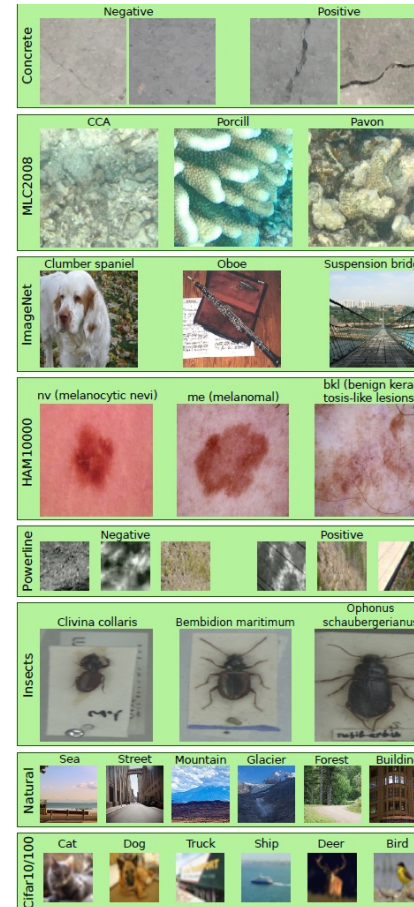 Concrete
Negative Positive
MLC2008
CCA Porcill Pavon
ImageNet
Clumber spaniel Oboe Suspension bridg
HAM10000
nv (melanocytic nevi) me (melanomal) bkl (benign kera
tosis-like lesions
Powerline
Negative Positive
Insects
Clivina collaris Bembidion maritimum Ophonus
schaubergerianus
Natural
Sea Street Mountain Glacier Forest Building
Cifar10/100
Cat Dog Truck Ship Deer Bird